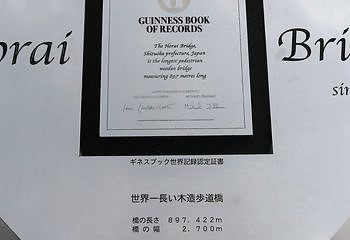 GUINNESS BOOK
OF RECORDS
The Horai Bridge,
Shizuoka prefecture, Japan
is the longest pedestrian
wooden bridge
measuring 897 metres long
orai
Bri
sin
ギネスブック世界記録認定証書
世界一長い木造歩道橋
橋の長さ 897.422m
橋の幅 2.700m